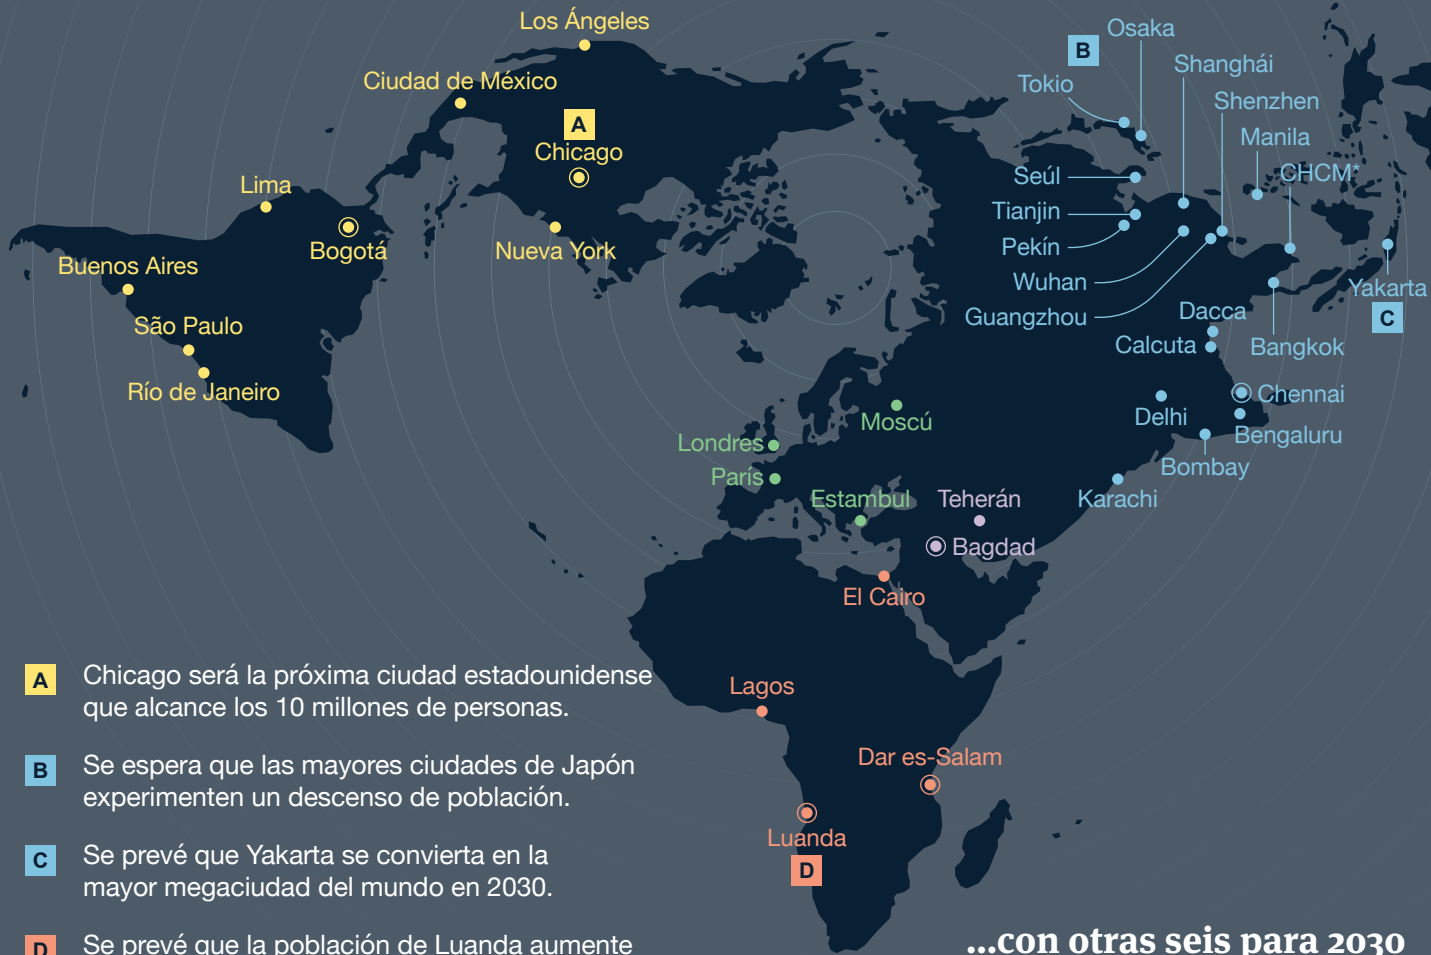 Los Ángeles
Ciudad de México
A
Chicago
Lima
Bogotá
Nueva York
Buenos Aires
São Paulo
Río de Janeiro
Osaka
B
Tokio
Shanghái
Shenzhen
Manila
CHCM*
Seúl
Tianjin
Pekín
Wuhan
Guangzhou
Yakarta
C
Dacca
Calcuta
Bangkok
Chennai
Delhi
Bengaluru
Bombay
Karachi
Moscú
Londres
París
Estambul
Teherán
Bagdad
El Cairo
Lagos
Dar es-Salam
Luanda
D
A Chicago será la próxima ciudad estadounidense
que alcance los 10 millones de personas.
B Se espera que las mayores ciudades de Japón
experimenten un descenso de población.
C Se prevé que Yakarta se convierta en la
mayor megaciudad del mundo en 2030.
D Se prevé que la población de Luanda aumente
...con otras seis para 2030